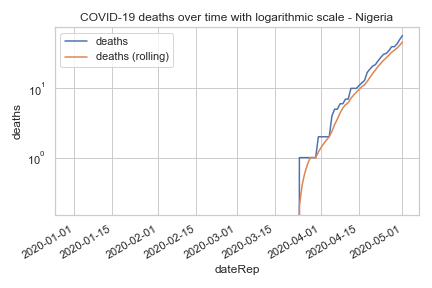 COVID-19 deaths over time with logarithmic scale - Nigeria
deaths
deaths (rolling)
deaths
10¹
10⁰
2020-01-01
2020-01-15
2020-02-01
2020-02-15
2020-03-01
2020-03-15
2020-04-01
2020-04-15
2020-05-01
dateRep